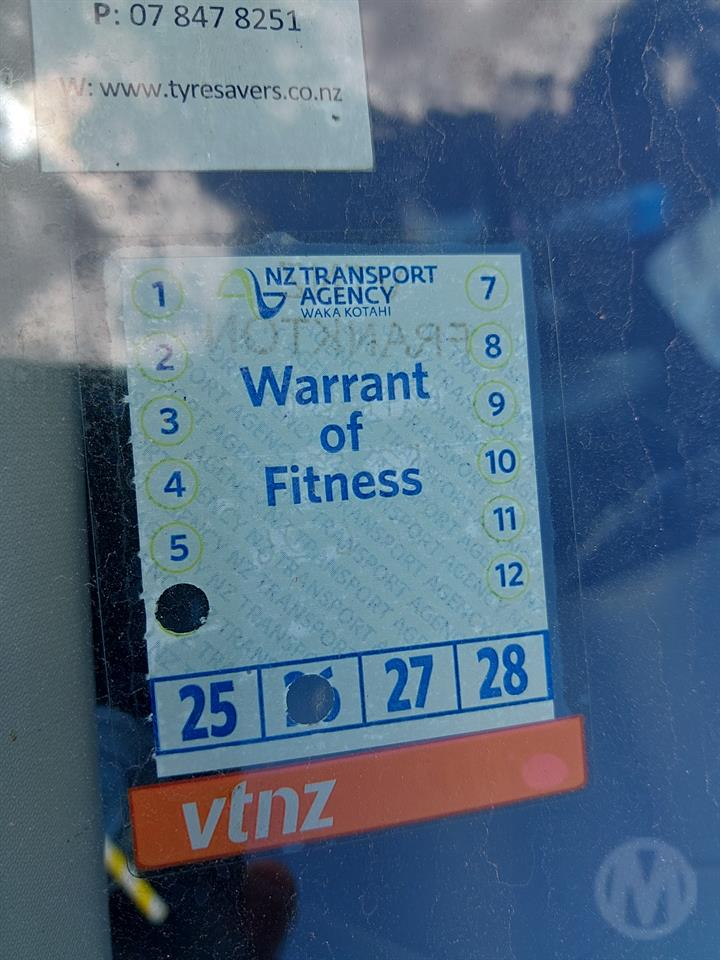 P: 07 847 8251
W: www.tyresavers.co.nz
NZ TRANSPORT
AGENCY
WAKA KOTAHI
Warrant
of
Fitness
1
2
3
4
5
7
8
9
10
11
12
25 27 28
vtnz
M